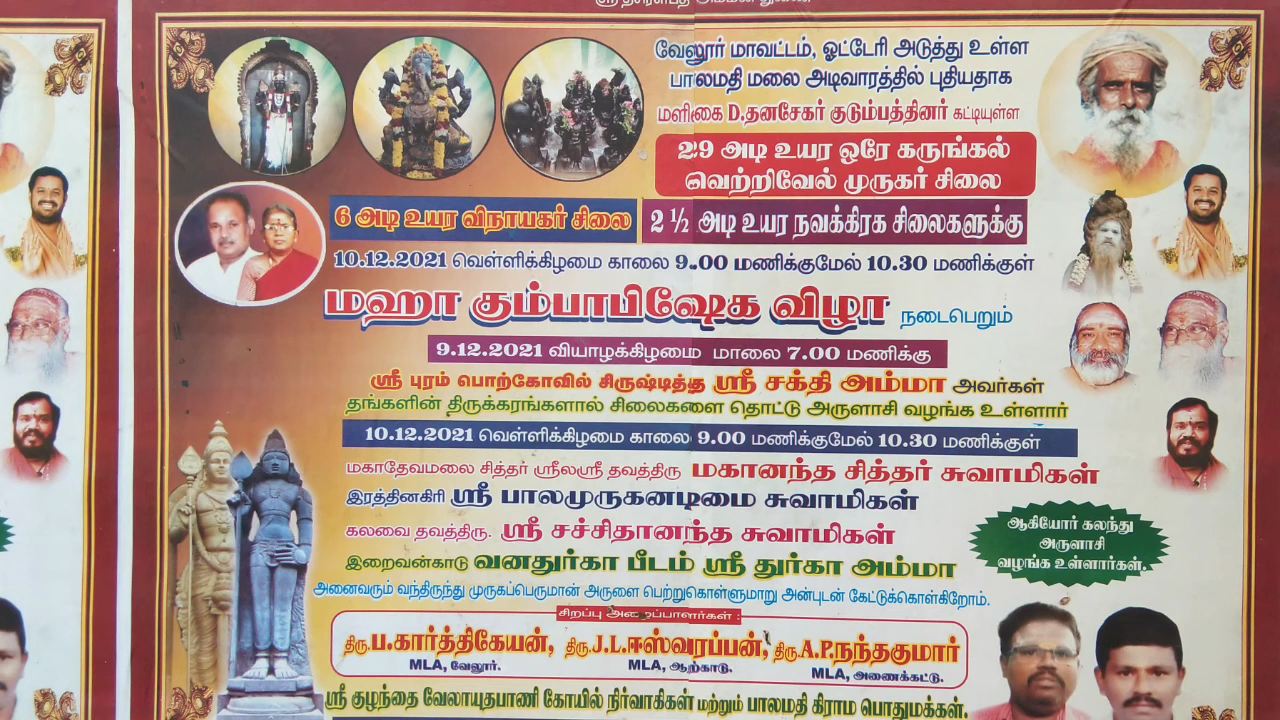 வேலூர் மாவட்டம், ஓட்டேரி அடுத்து உள்ள
பாலமதி மலை அடிவாரத்தில் புதியதாக
மளிகை D.தனசேகர் குடும்பத்தினர் கட்டியுள்ள
29 அடி உயர ஒரே கருங்கல்
வெற்றிவேல் முருகர் சிலை
6 அடி உயர விநாயகர் சிலை 2 ½ அடி உயர நவக்கிரக சிலைகளுக்கு
10.12.2021 வெள்ளிக்கிழமை காலை 9.00 மணிக்குமேல் 10.30 மணிக்குள்
மஹா கும்பாபிஷேக விழா நடைபெறும்
9.12.2021 வியாழக்கிழமை மாலை 7.00 மணிக்கு
ஸ்ரீ புரம் பொற்கோவில் சிருஷ்டித்த ஸ்ரீ சக்தி அம்மா அவர்கள்
தங்களின் திருக்கரங்களால் சிலைகளை தொட்டு அருளாசி வழங்க உள்ளார்
10.12.2021 வெள்ளிக்கிழமை காலை 9.00 மணிக்குமேல் 10.30 மணிக்குள்
மகாதேவமலை சித்தர் ஸ்ரீலஸ்ரீ தவத்திரு மகானந்த சித்தர் சுவாமிகள்
இரத்தினகிரி ஸ்ரீ பாலமுருகனடிமை சுவாமிகள்
கலவை தவத்திரு. ஸ்ரீ சச்சிதானந்த சுவாமிகள்
இறைவன்காடு வனதுர்கா பீடம் ஸ்ரீ துர்கா அம்மா
ஆகியோர் கலந்து
அருளாசி
வழங்க உள்ளார்கள்.
அனைவரும் வந்திருந்து முருகப்பெருமான் அருளை பெற்றுகொள்ளுமாறு அன்புடன் கேட்டுக்கொள்கிறோம்.
சிறப்பு அழைப்பாளர்கள் :
திரு.ப.கார்த்திகேயன், திரு.J.L.ஈஸ்வரப்பன், திரு.A.P.நந்தகுமார்
MLA, வேலூர். MLA, ஆற்காடு. MLA, அணைக்கட்டு.
ஸ்ரீ குழந்தை வேலாயுதபாணி கோயில் நிர்வாகிகள் மற்றும் பாலமதி கிராம பொதுமக்கள்.